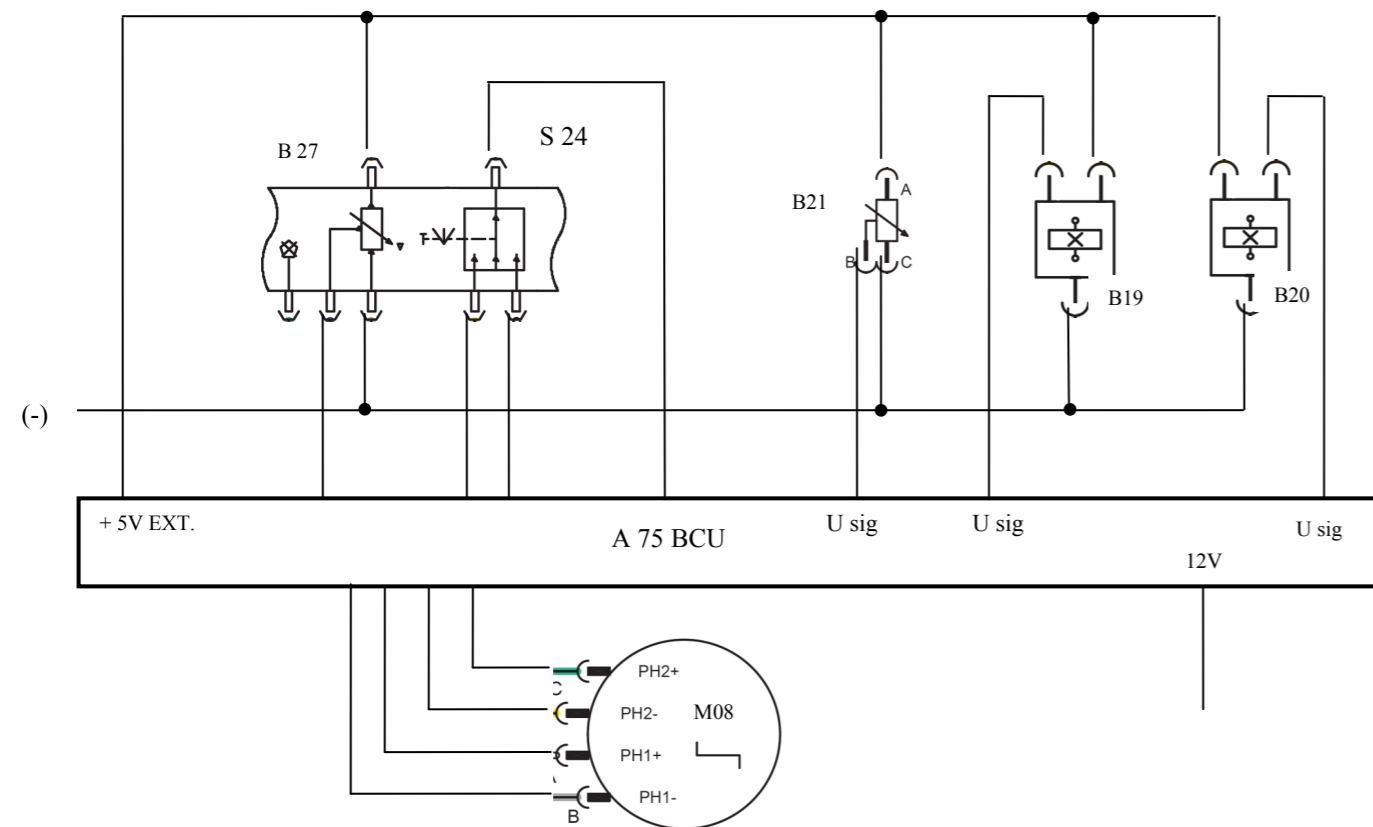 S 24
B 27
A
B21
B
C
B19
B20
(-)
+ 5V EXT.
A 75 BCU
U sig
U sig
U sig
12V
PH2+
C
PH2-
M08
PH1+
PH1-
B